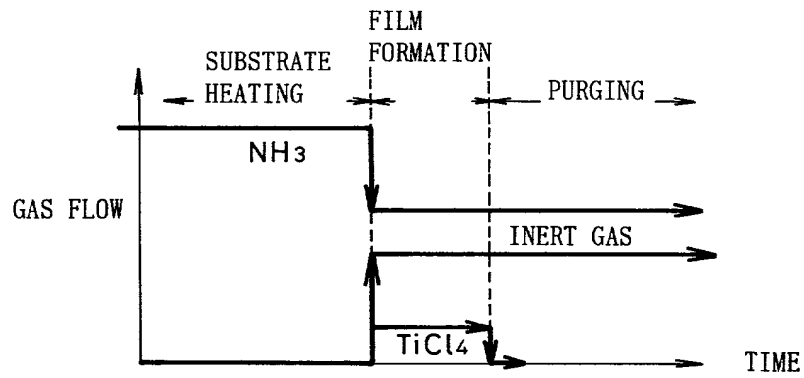 FILM
FORMATION
SUBSTRATE
HEATING
PURGING
NH3
GAS FLOW
INERT GAS
TiCl4
TIME